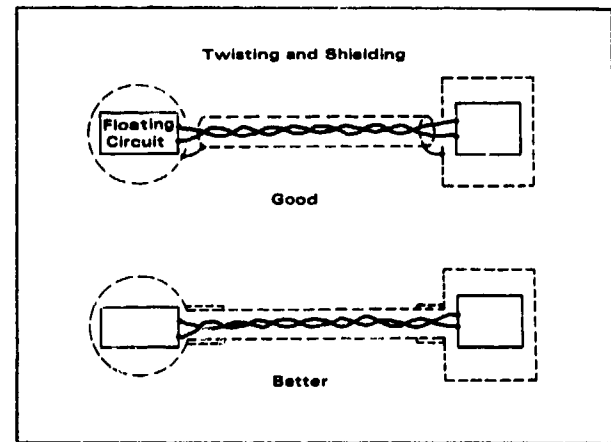 Twisting and Shielding
Floating
Circuit
Good
Better